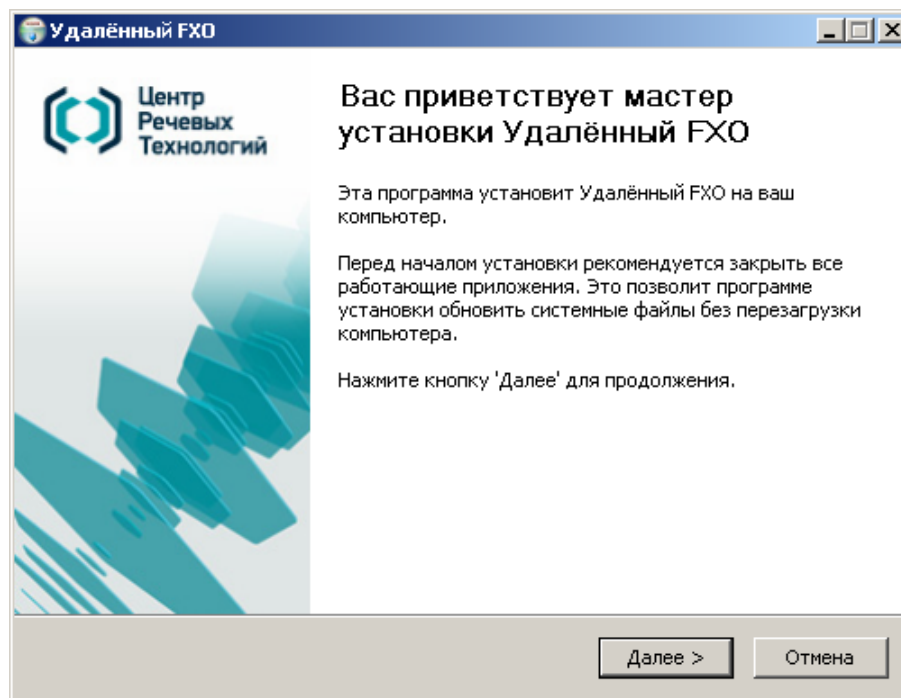 Удалённый FXO
Центр
Речевых
Технологий
Вас приветствует мастер
установки Удалённый FXO
Эта программа установит Удалённый FXO на ваш
компьютер.
Перед началом установки рекомендуется закрыть все
работающие приложения. Это позволит программе
установки обновить системные файлы без перезагрузки
компьютера.
Нажмите кнопку 'Далее' для продолжения.
Далее >
Отмена